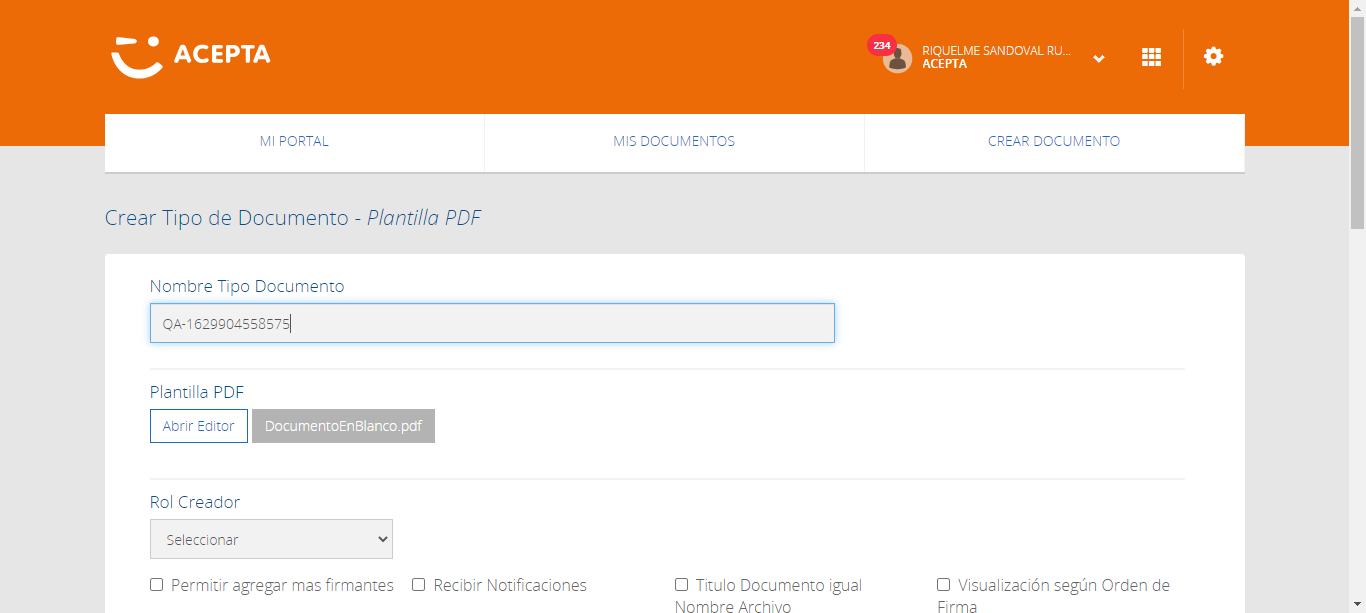 ACEPTA
234
RIQUELME SANDOVAL RU...
ACEPTA
MI PORTAL
MIS DOCUMENTOS
CREAR DOCUMENTO
Crear Tipo de Documento - Plantilla PDF
Nombre Tipo Documento
QA-1629904558575
Plantilla PDF
Abrir Editor
DocumentoEnBlanco.pdf
Rol Creador
Seleccionar
Permitir agregar mas firmantes
Recibir Notificaciones
Titulo Documento igual
Nombre Archivo
Visualización según Orden de
Firma